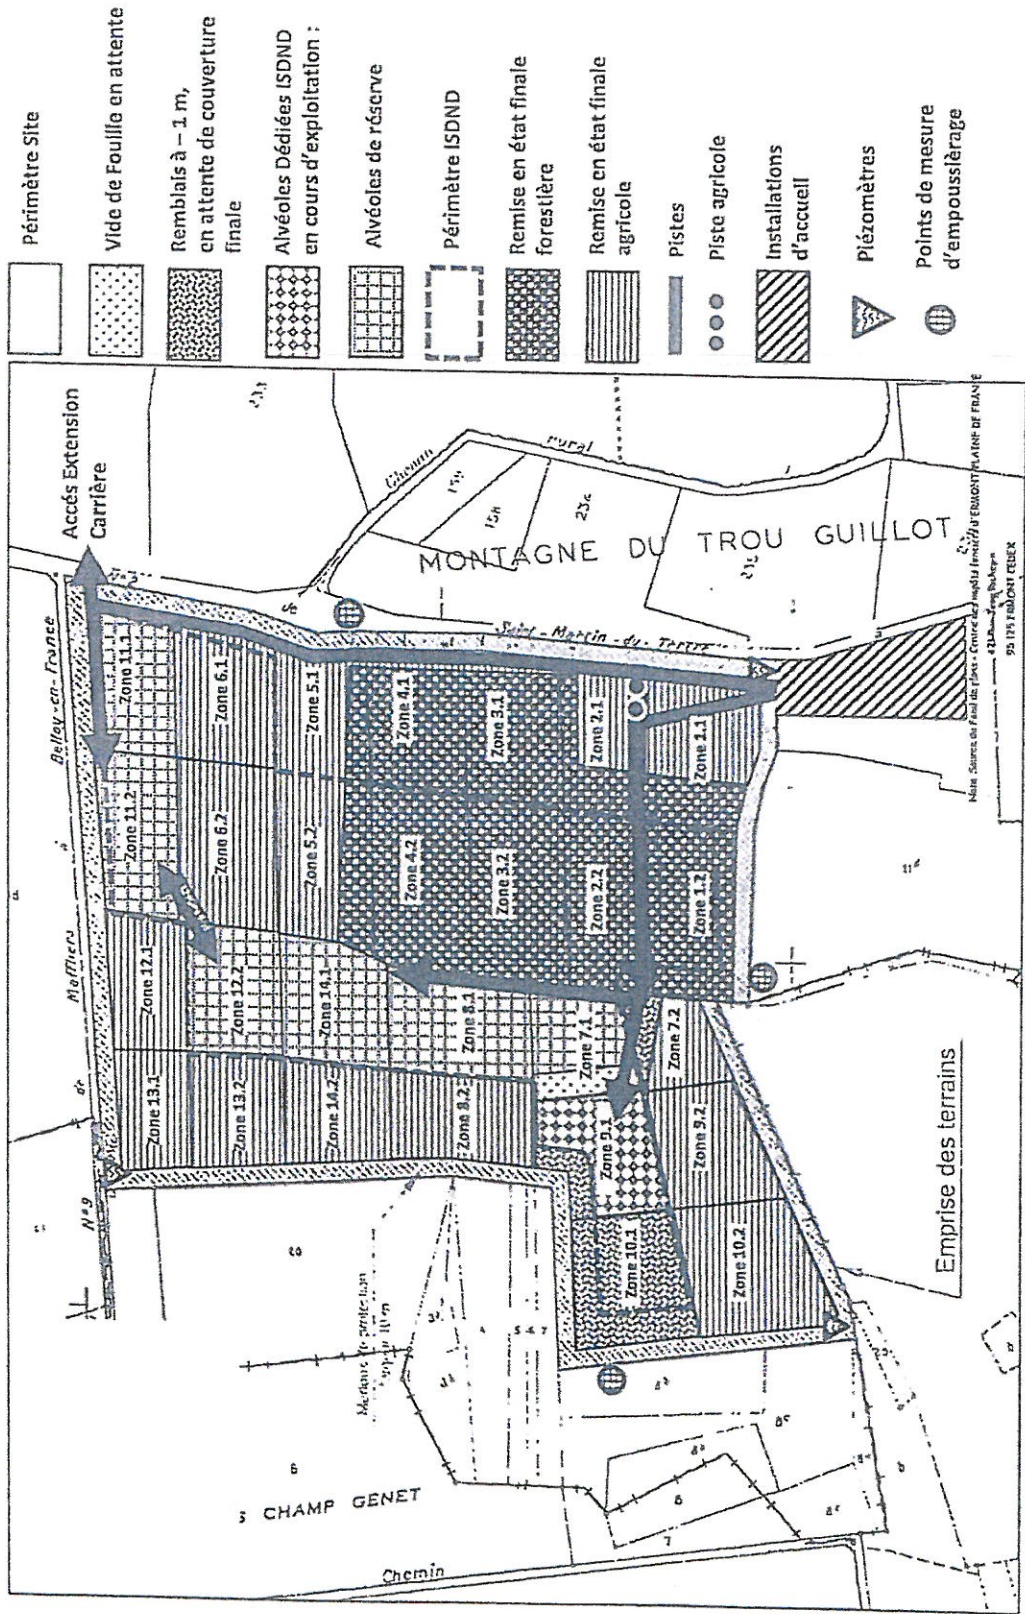 Périmètre Site
Vide de Fouille en attente
Remblais à – 1 m,
en attente de couverture
finale
Alvéoles Dédiées ISDND
en cours d'exploitation :
Alvéoles de réserve
Périmètre ISDND
Remise en état finale
forestière
Remise en état finale
agricole
Pistes
Piste agricole
Installations
d'accueil
Piézomètres
Points de mesure
d'empoussièrage
Accés Extension
Carrière
Belloy-en-France
à
Maffliers
de
N° 9
Zone 11.1
Zone 6.1
Zone 5.1
Zone 4.1
Zone 3.1
Zone 2.1
Zone 1.1
Zone 11.2
Zone 6.2
Zone 5.2
Zone 4.2
Zone 3.2
Zone 2.2
Zone 1.2
Zone 12.1
Zone 12.2
Zone 14.1
Zone 8.1
Zone 7.1
Zone 7.2
Zone 13.1
Zone 13.2
Zone 14.2
Zone 8.2
Zone 9.1
Zone 9.2
Zone 10.1
Zone 10.2
Chemin
Rural
MONTAGNE DU TROU GUILLOT
Saint-Martin-du-Tertre
CHAMP GENET
Chemin
Emprise des terrains
95 125 ERMONT CEDEX